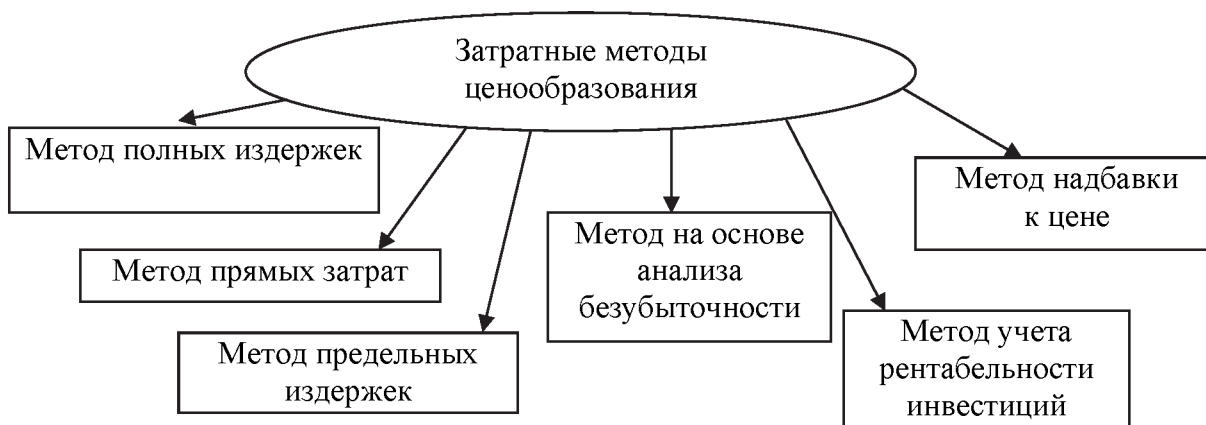 Затратные методы
ценообразования
Метод полных издержек
Метод надбавки
к цене
Метод прямых затрат
Метод на основе
анализа
безубыточности
Метод предельных
издержек
Метод учета
рентабельности
инвестиций